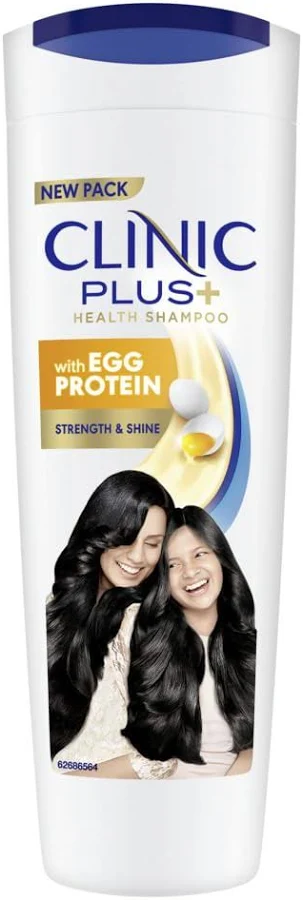 NEW PACK
CLINIC
PLUS+
HEALTH SHAMPOO
with EGG
PROTEIN
STRENGTH & SHINE
62686564